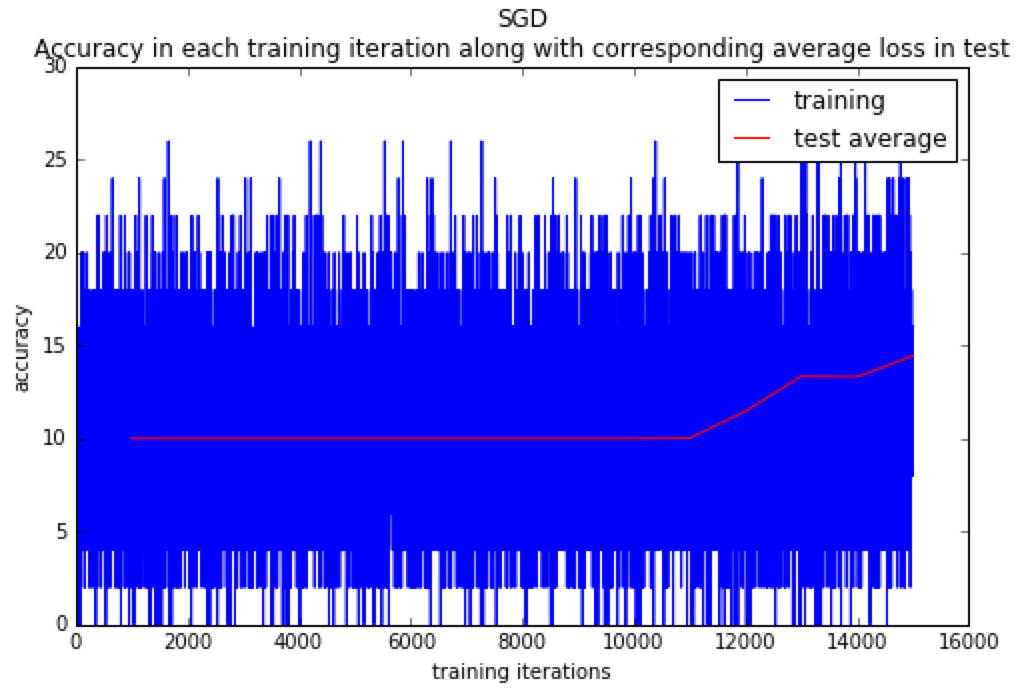 SGD
Accuracy in each training iteration along with corresponding average loss in test
30
25
20
15
10
5
0
accuracy
training
test average
0 2000 4000 6000 8000 10000 12000 14000 16000
training iterations